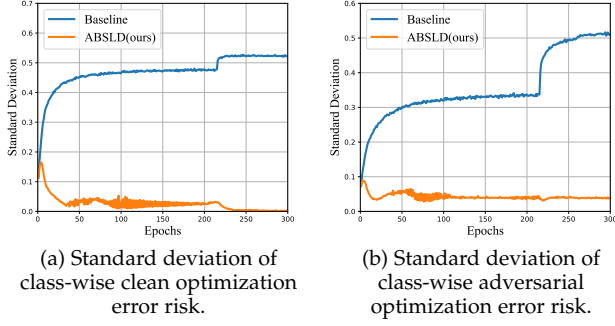 0.7
0.6
0.5
0.4
0.3
0.2
0.1
0.0
Standard Deviation
Baseline
ABSLD(ours)
0 50 100 150 200 250 300
Epochs
(a) Standard deviation of
class-wise clean optimization
error risk.
0.6
0.5
0.4
0.3
0.2
0.1
0.0
Standard Deviation
Baseline
ABSLD(ours)
0 50 100 150 200 250 300
Epochs
(b) Standard deviation of
class-wise adversarial
optimization error risk.